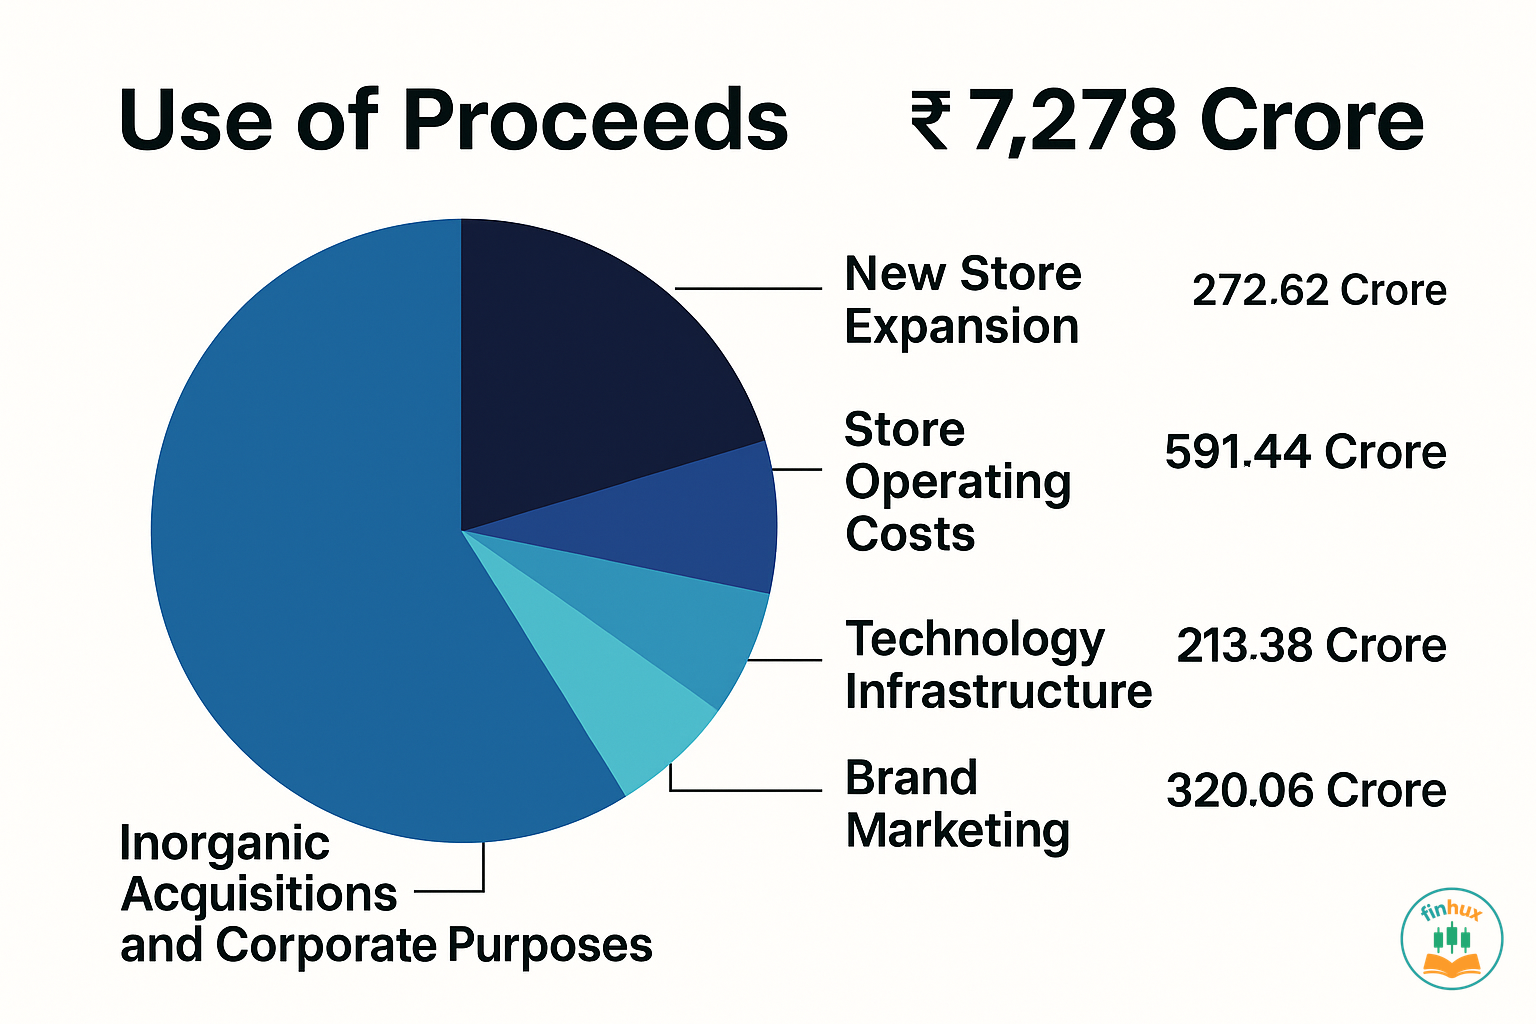 Use of Proceeds ₹ 7,278 Crore
New Store
Expansion
272.62 Crore
Store
Operating
Costs
591.44 Crore
Technology
Infrastructure
213.38 Crore
Brand
Marketing
320.06 Crore
Inorganic
Acquisitions
and Corporate Purposes
finhux